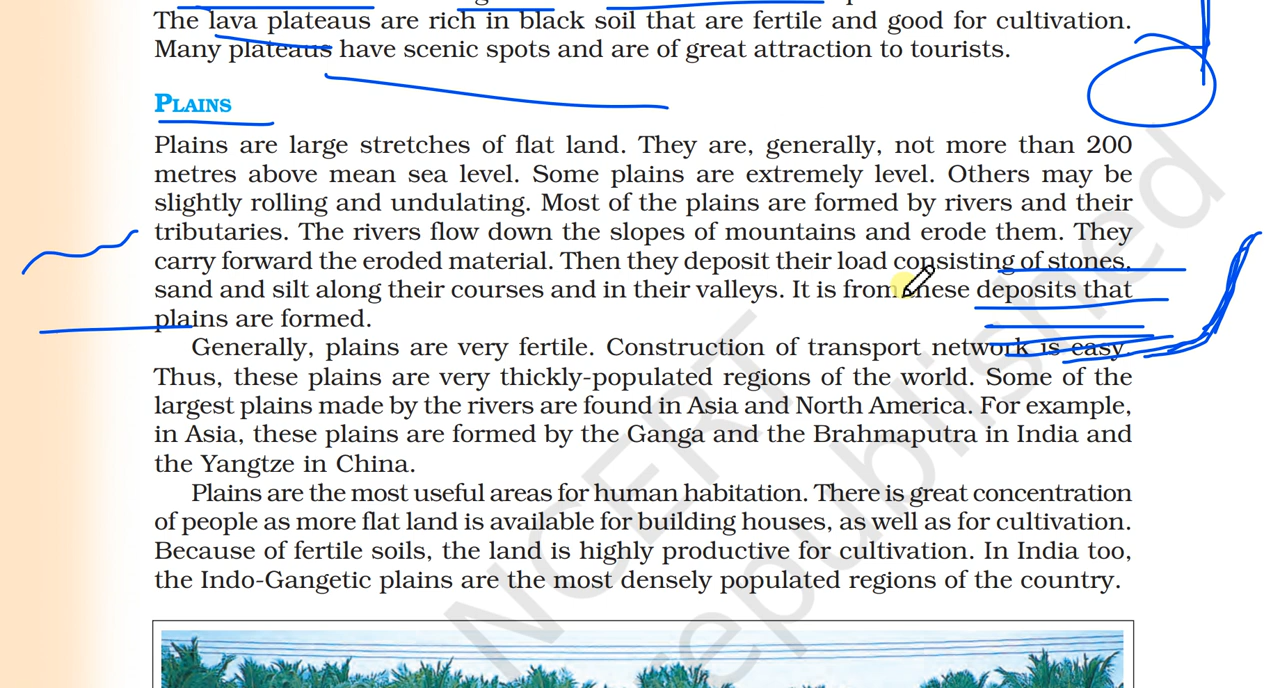 The lava plateaus are rich in black soil that are fertile and good for cultivation.
Many plateaus have scenic spots and are of great attraction to tourists.
PLAINS
Plains are large stretches of flat land. They are, generally, not more than 200
metres above mean sea level. Some plains are extremely level. Others may be
slightly rolling and undulating. Most of the plains are formed by rivers and their
tributaries. The rivers flow down the slopes of mountains and erode them. They
carry forward the eroded material. Then they deposit their load consisting of stones,
sand and silt along their courses and in their valleys. It is from these deposits that
plains are formed.
Generally, plains are very fertile. Construction of transport network is easy.
Thus, these plains are very thickly-populated regions of the world. Some of the
largest plains made by the rivers are found in Asia and North America. For example,
in Asia, these plains are formed by the Ganga and the Brahmaputra in India and
the Yangtze in China.
Plains are the most useful areas for human habitation. There is great concentration
of people as more flat land is available for building houses, as well as for cultivation.
Because of fertile soils, the land is highly productive for cultivation. In India too,
the Indo-Gangetic plains are the most densely populated regions of the country.
NCERT
republished